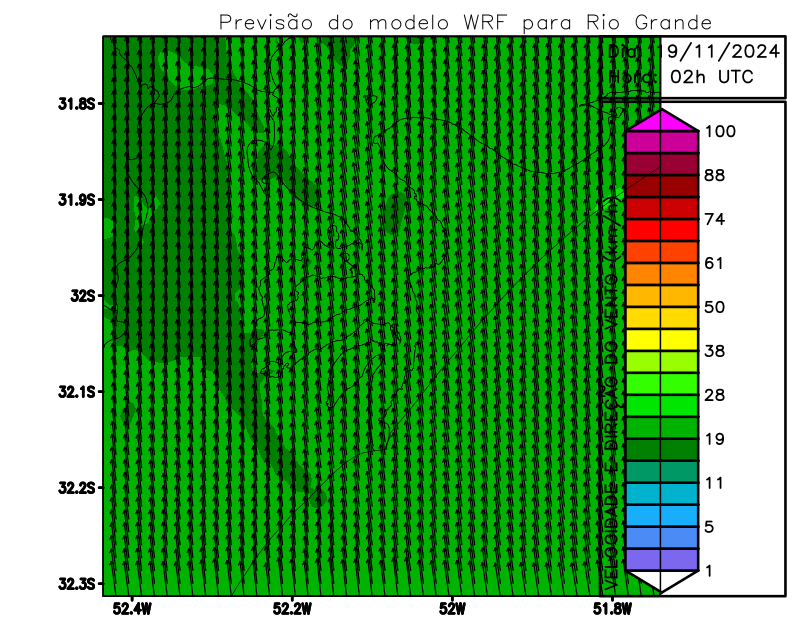 Previsão do modelo WRF para Rio Grande
Dia: 19/11/2024
Hora: 02h UTC
31.8S
31.9S
32S
32.1S
32.2S
32.3S
52.4W
52.2W
52W
51.8W
VELOCIDADE E DIREÇÃO DO VENTO (km/h)
100
88
74
61
50
38
28
19
11
5
1